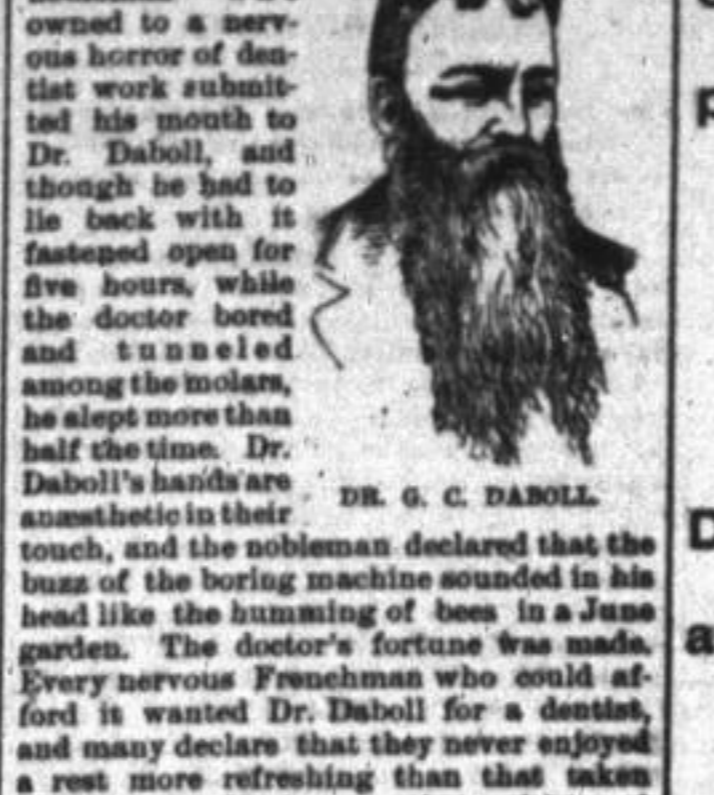 owned to a nerv-
ous horror of den-
tist work submit-
ted his mouth to
Dr. Daboll, and
though he had to
lie back with it
fastened open for
five hours, while
the doctor bored
and tunneled
among the molars,
he slept more than
half the time. Dr.
Daboll's hands are
anæsthetic in their
DR. G. C. DABOLL.
touch, and the nobleman declared that the
buzz of the boring machine sounded in his
head like the humming of bees in a June
garden. The doctor's fortune was made.
Every nervous Frenchman who could af-
ford it wanted Dr. Daboll for a dentist,
and many declare that they never enjoyed
a rest more refreshing than that taken